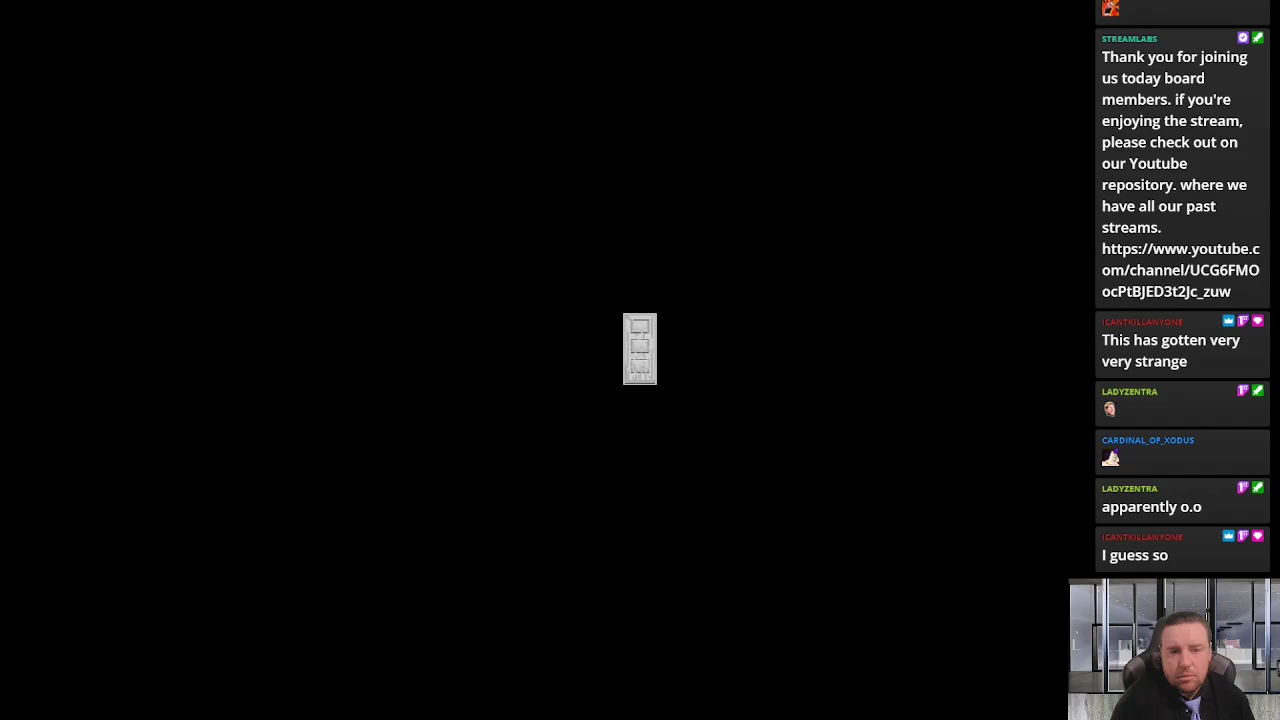 STREAMLABS
Thank you for joining
us today board
members. if you're
enjoying the stream,
please check out on
our Youtube
repository. where we
have all our past
streams.
https://www.youtube.c
om/channel/UCG6FMO
ocPtBJED3t2Jc_zuw
ICANTKILLANYONE
This has gotten very
very strange
LADYZENTRA
CARDINAL_OF_XODUS
LADYZENTRA
apparently o.o
ICANTKILLANYONE
I guess so